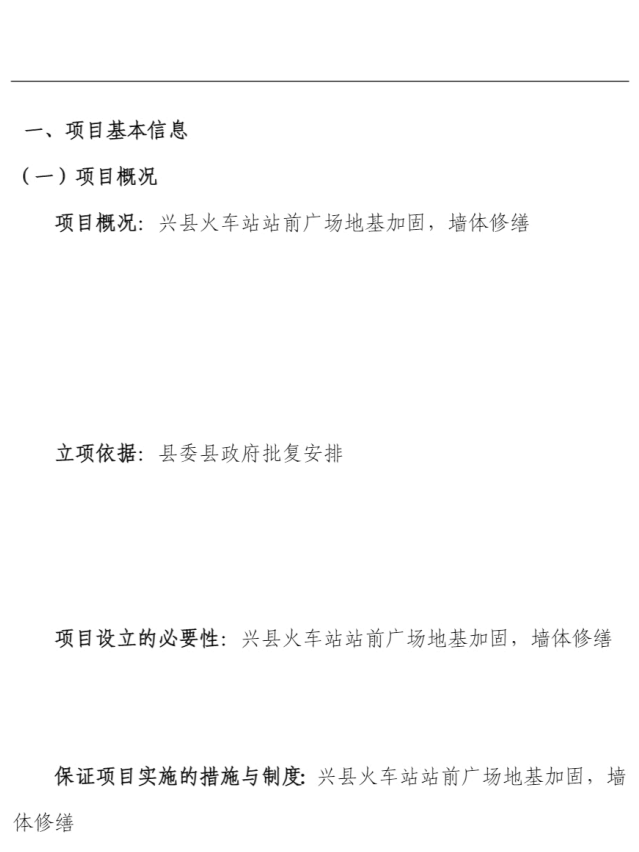 一、项目基本信息
（一）项目概况
项目概况：兴县火车站站前广场地基加固，墙体修缮
立项依据：县委县政府批复安排
项目设立的必要性：兴县火车站站前广场地基加固，墙体修缮
保证项目实施的措施与制度：兴县火车站站前广场地基加固，墙
体修缮